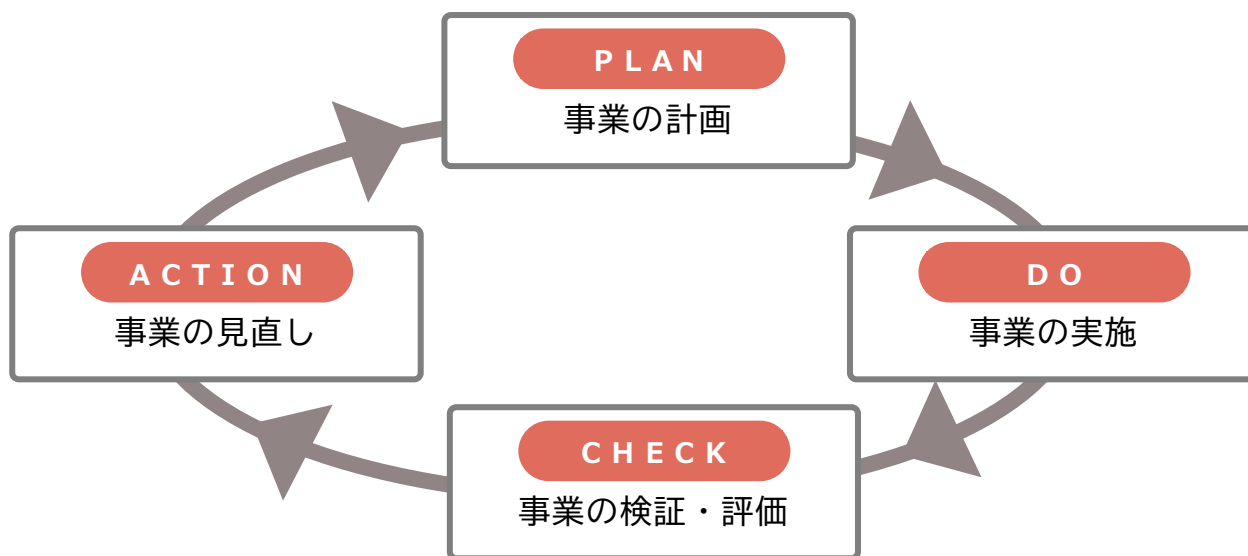 PLAN
事業の計画
ACTION
事業の見直し
DO
事業の実施
CHECK
事業の検証・評価